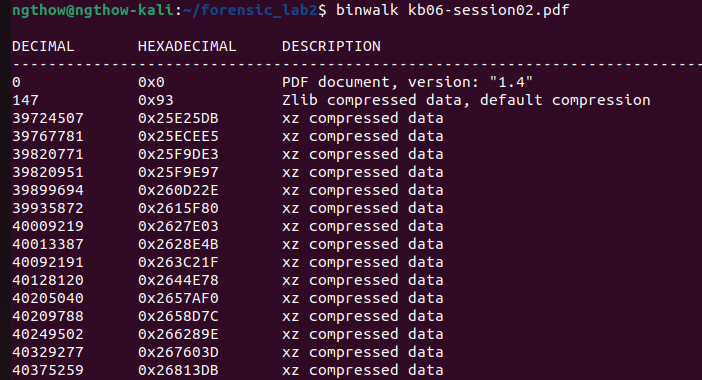 ngthow@ngthow-kali:~/forensic_lab2$ binwalk kb06-session02.pdf
DECIMAL       HEXADECIMAL     DESCRIPTION
--------------------------------------------------------------------------------
0             0x0             PDF document, version: "1.4"
147           0x93            Zlib compressed data, default compression
39724507      0x25E25DB       xz compressed data
39767781      0x25ECEE5       xz compressed data
39820771      0x25F9DE3       xz compressed data
39820951      0x25F9E97       xz compressed data
39899694      0x260D22E       xz compressed data
39935872      0x2615F80       xz compressed data
40009219      0x2627E03       xz compressed data
40013387      0x2628E4B       xz compressed data
40092191      0x263C21F       xz compressed data
40128120      0x2644E78       xz compressed data
40205040      0x2657AF0       xz compressed data
40209788      0x2658D7C       xz compressed data
40249502      0x266289E       xz compressed data
40329277      0x267603D       xz compressed data
40375259      0x26813DB       xz compressed data